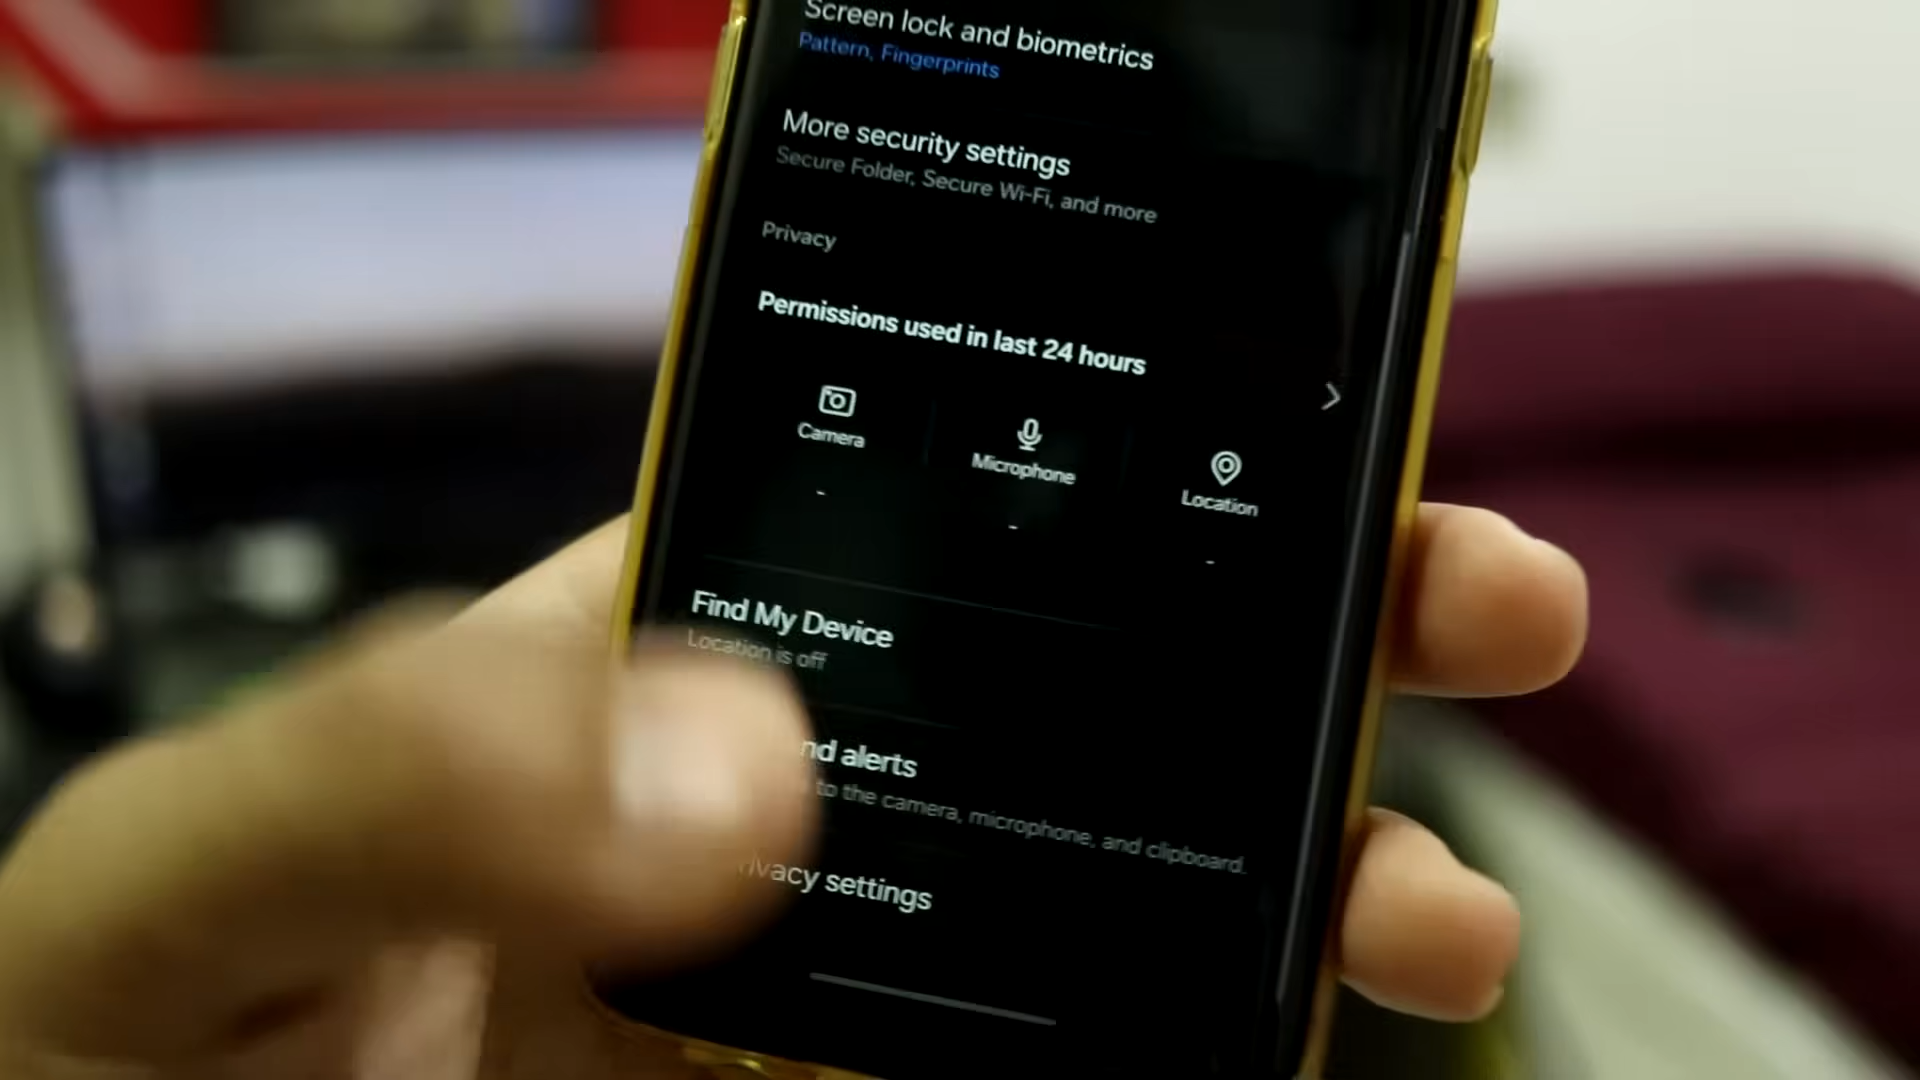 Screen lock and biometrics
Pattern, Fingerprints
More security settings
Secure Folder, Secure Wi-Fi, and more
Privacy
Permissions used in last 24 hours
Camera
Microphone
Location
-
-
-
Find My Device
Location is off
alerts
to the camera, microphone, and clipboard.
settings